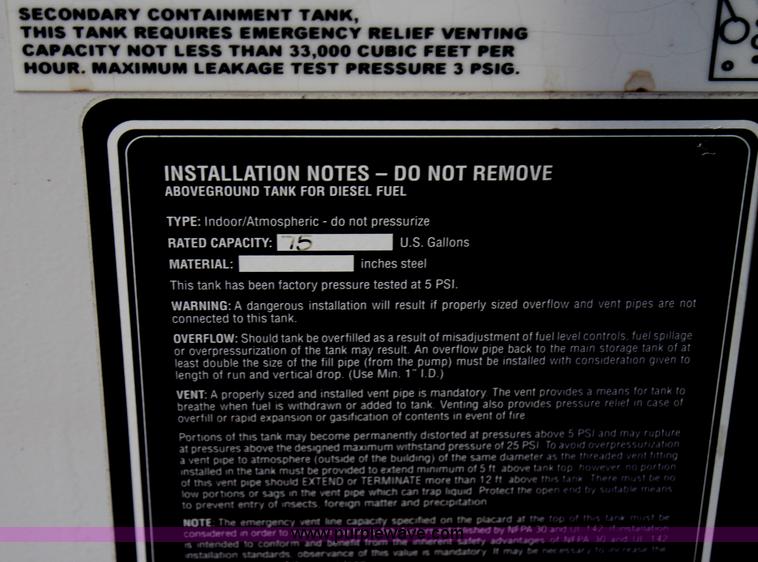 SECONDARY CONTAINMENT TANK,
THIS TANK REQUIRES EMERGENCY RELIEF VENTING
CAPACITY NOT LESS THAN 33,000 CUBIC FEET PER
HOUR. MAXIMUM LEAKAGE TEST PRESSURE 3 PSIG.
INSTALLATION NOTES – DO NOT REMOVE
ABOVEGROUND TANK FOR DIESEL FUEL
TYPE: Indoor/Atmospheric - do not pressurize
RATED CAPACITY: 75 U.S. Gallons
MATERIAL: inches steel
This tank has been factory pressure tested at 5 PSI.
WARNING: A dangerous installation will result if properly sized overflow and vent pipes are not
connected to this tank.
OVERFLOW: Should tank be overfilled as a result of misadjustment of fuel level controls, fuel spillage
or overpressurization of the tank may result. An overflow pipe back to the main storage tank of at
least double the size of the fill pipe (from the pump) must be installed with consideration given to
length of run and vertical drop. (Use Min. 1" I.D.)
VENT: A properly sized and installed vent pipe is mandatory. The vent provides a means for tank to
breathe when fuel is withdrawn or added to tank. Venting also provides pressure relief in case of
overfill or rapid expansion or gasification of contents in event of fire.
Portions of this tank may become permanently distorted at pressures above 5 PSI and may rupture
at pressures above the designed maximum withstand pressure of 25 PSI. To avoid overpressurization
a vent pipe to atmosphere (outside of the building) of the same diameter as the threaded vent fitting
installed in the tank must be provided to extend minimum of 5 ft. above tank top, however no portion
of this vent pipe should EXTEND or TERMINATE more than 12 ft. above this tank. There must be no
low portions or sags in the vent pipe which can trap liquid. Protect the open end by suitable means
to prevent entry of insects, foreign matter and precipitation.
NOTE: The emergency vent line capacity specified on the placard at the top of this tank must be
considered in order to established by NFPA 30 and UL 142. If installation
is intended to conform and benefit from the inherent safety advantages of NFPA 30 and UL 142
installation standards, observance of this value is mandatory. It may be necessary to increase the
www.purplewave.com